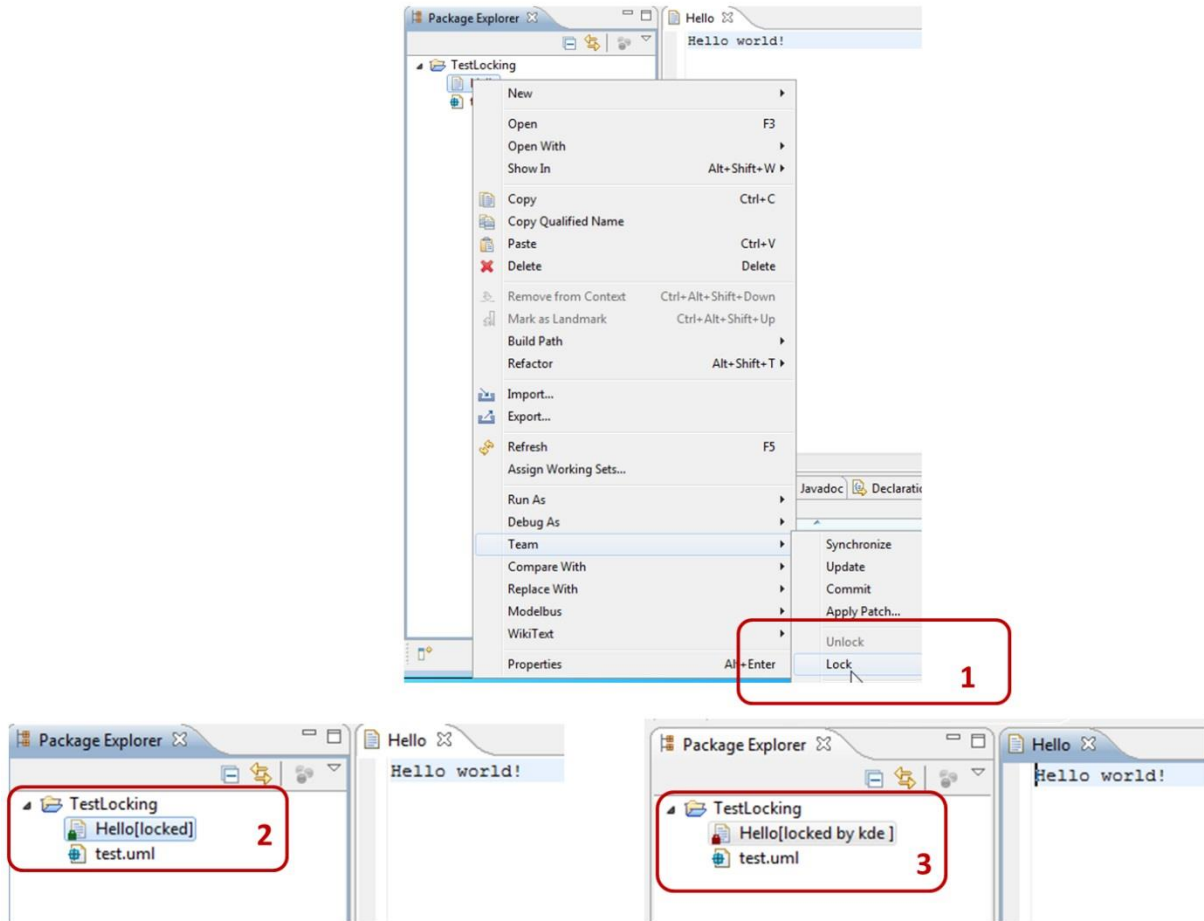 Package Explorer
Hello
Hello world!
TestLocking
New
Open F3
Open With
Show In Alt+Shift+W
Copy Ctrl+C
Copy Qualified Name
Paste Ctrl+V
Delete Delete
Remove from Context Ctrl+Alt+Shift+Down
Mark as Landmark Ctrl+Alt+Shift+Up
Build Path
Refactor Alt+Shift+T
Import...
Export...
Refresh F5
Assign Working Sets...
Run As
Debug As
Team
Compare With
Replace With
Modelbus
WikiText
Properties Alt+Enter
Javadoc
Synchronize
Update
Commit
Apply Patch...
Unlock
Lock
1
Package Explorer
Hello
Hello world!
TestLocking
Hello[locked]
test.uml
2
Package Explorer
Hello
Hello world!
TestLocking
Hello[locked by kde ]
test.uml
3